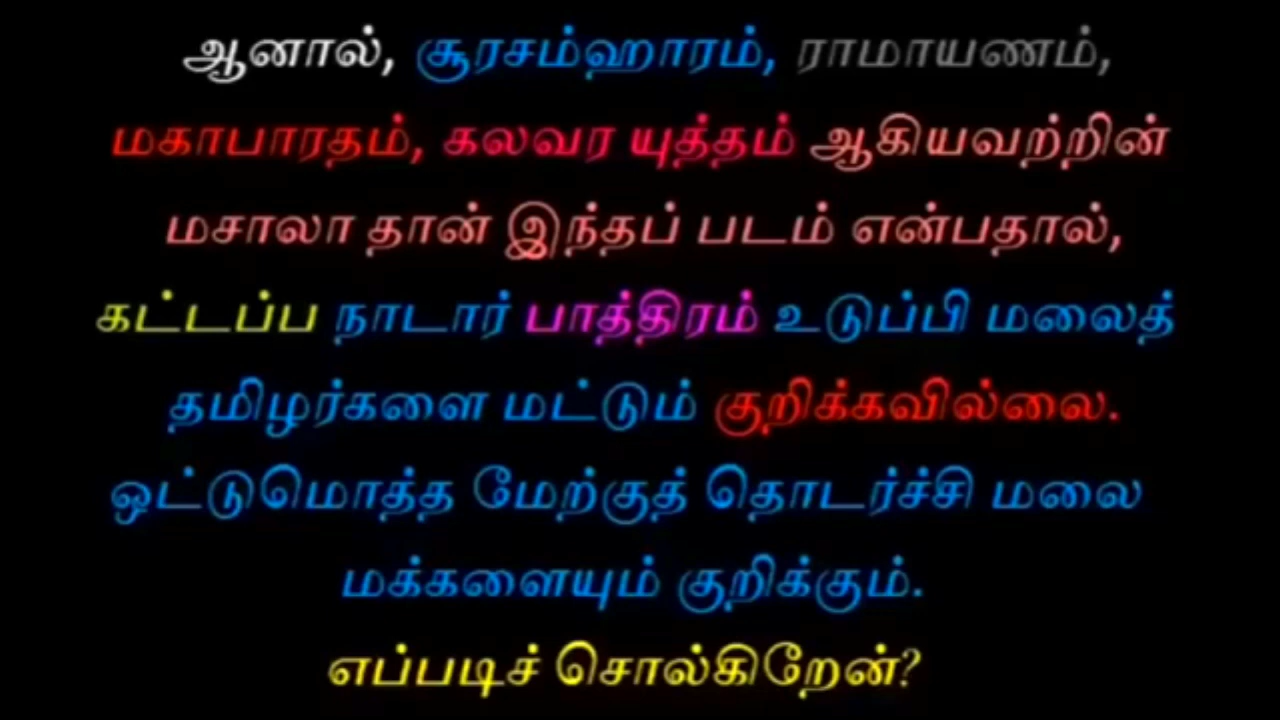 ஆனால், சூரசம்ஹாரம், ராமாயணம்,
மகாபாரதம், கலவர யுத்தம் ஆகியவற்றின்
மசாலா தான் இந்தப் படம் என்பதால்,
கட்டப்ப நாடார் பாத்திரம் உடுப்பி மலைத்
தமிழர்களை மட்டும் குறிக்கவில்லை.
ஒட்டுமொத்த மேற்குத் தொடர்ச்சி மலை
மக்களையும் குறிக்கும்.
எப்படிச் சொல்கிறேன்?